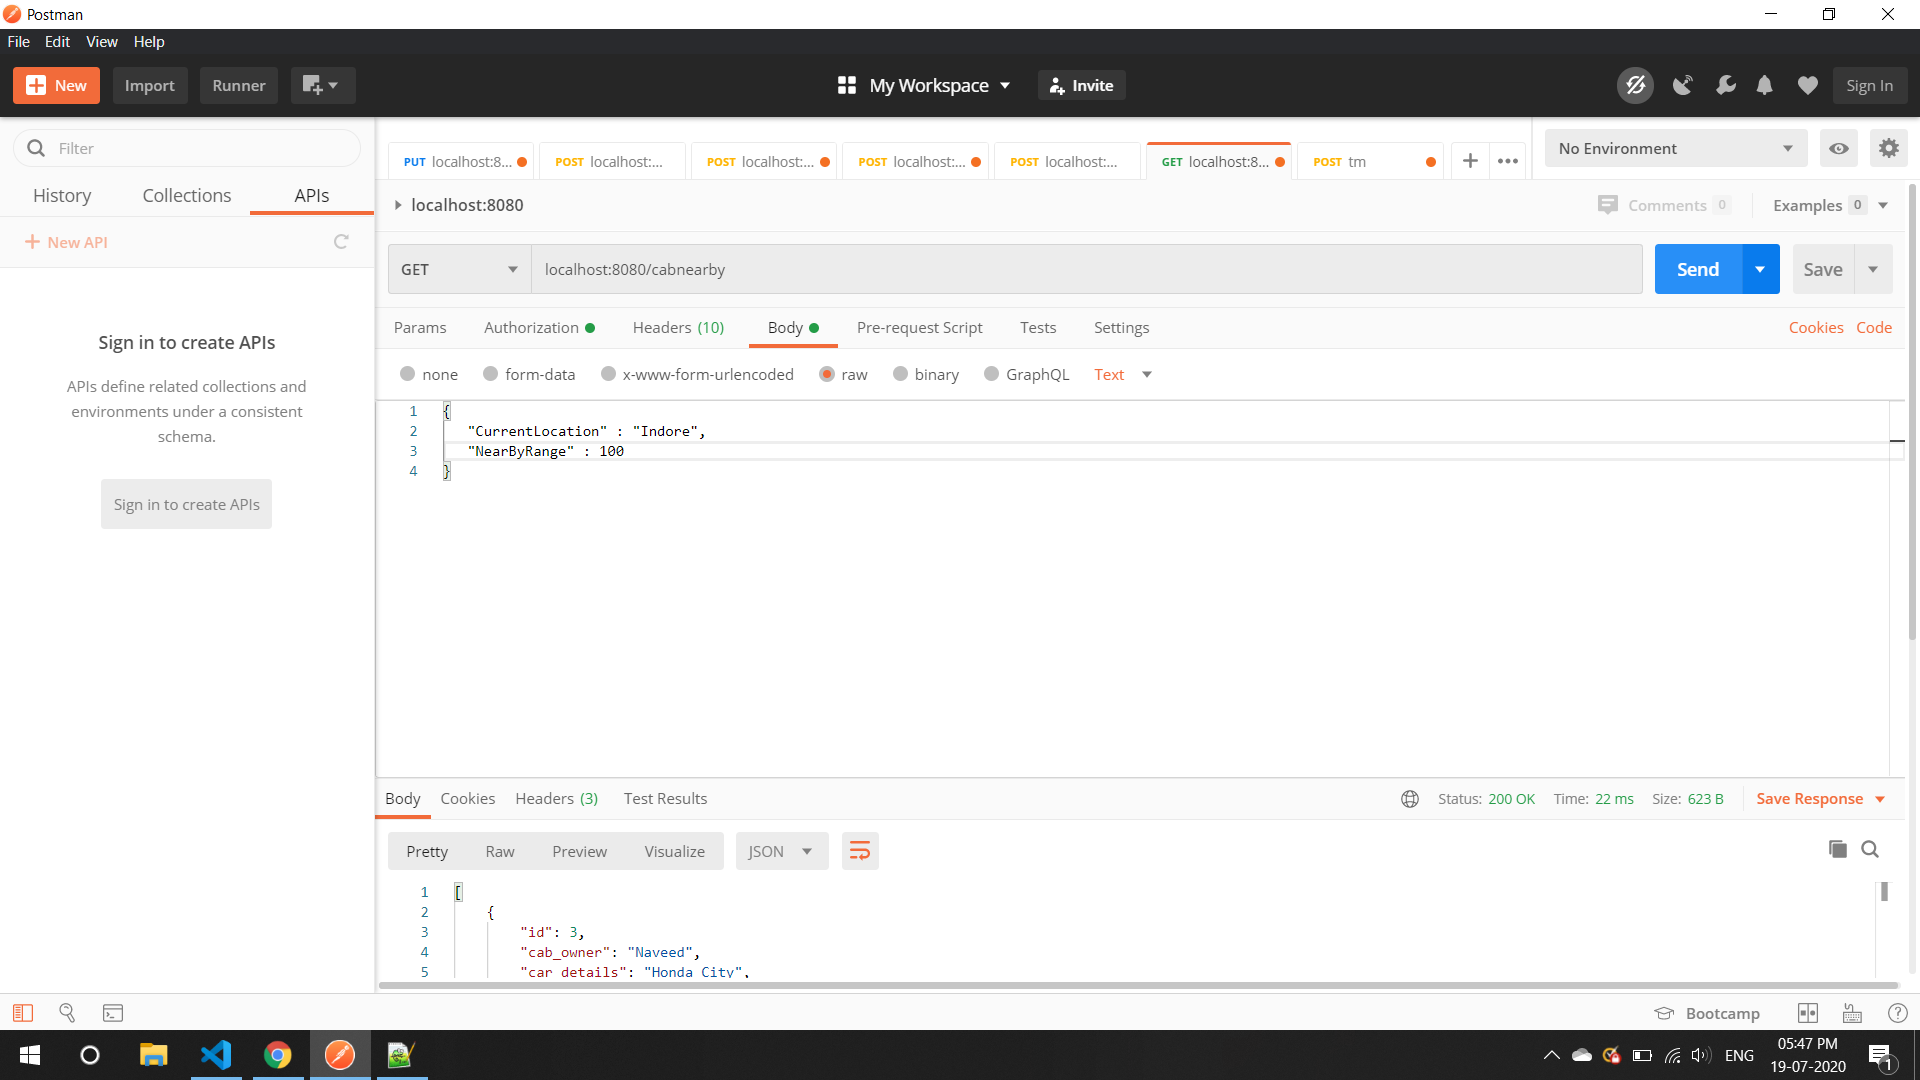 Postman
File Edit View Help
New Import Runner My Workspace Invite Sign In
Filter
History Collections APIs
New API
Sign in to create APIs
APIs define related collections and
environments under a consistent
schema.
Sign in to create APIs
PUT localhost:8... POST localhost:... POST localhost:... POST localhost:... POST localhost:... GET localhost:8... POST tm
No Environment
localhost:8080 Comments 0 Examples 0
GET localhost:8080/cabnearby Send Save
Params Authorization Headers (10) Body Pre-request Script Tests Settings Cookies Code
none form-data x-www-form-urlencoded raw binary GraphQL Text
1 {
2 "CurrentLocation" : "Indore",
3 "NearByRange" : 100
4 }
Body Cookies Headers (3) Test Results Status: 200 OK Time: 22 ms Size: 623 B Save Response
Pretty Raw Preview Visualize JSON
1 [
2 {
3 "id": 3,
4 "cab_owner": "Naveed",
5 "car_details": "Honda City",
Bootcamp
ENG
05:47 PM
19-07-2020
1